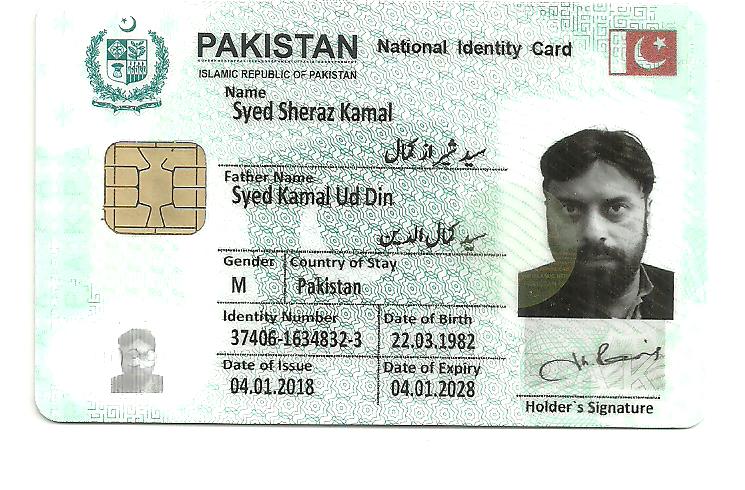 PAKISTAN National Identity Card
ISLAMIC REPUBLIC OF PAKISTAN
Name
Syed Sheraz Kamal
سید شیراز کمال
Father Name
Syed Kamal Ud Din
سید کمال الدین
Gender Country of Stay
M Pakistan
Identity Number Date of Birth
37406-1634832-3 22.03.1982
Date of Issue Date of Expiry
04.01.2018 04.01.2028
Holder`s Signature